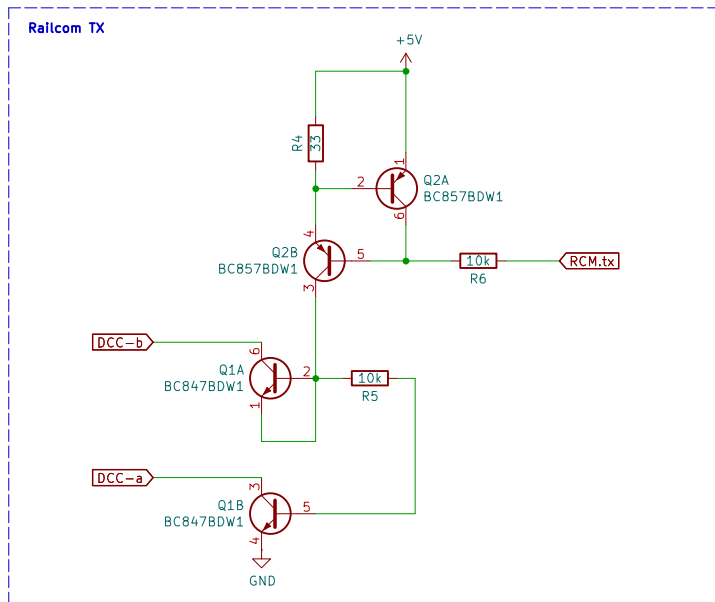 Railcom TX
+5V
R4
33
1
2
Q2A
BC857BDW1
6
4
Q2B
BC857BDW1
5
10k
R6
RCM.tx
3
DCC-b
6
Q1A
BC847BDW1
2
10k
R5
1
DCC-a
3
Q1B
BC847BDW1
5
4
GND